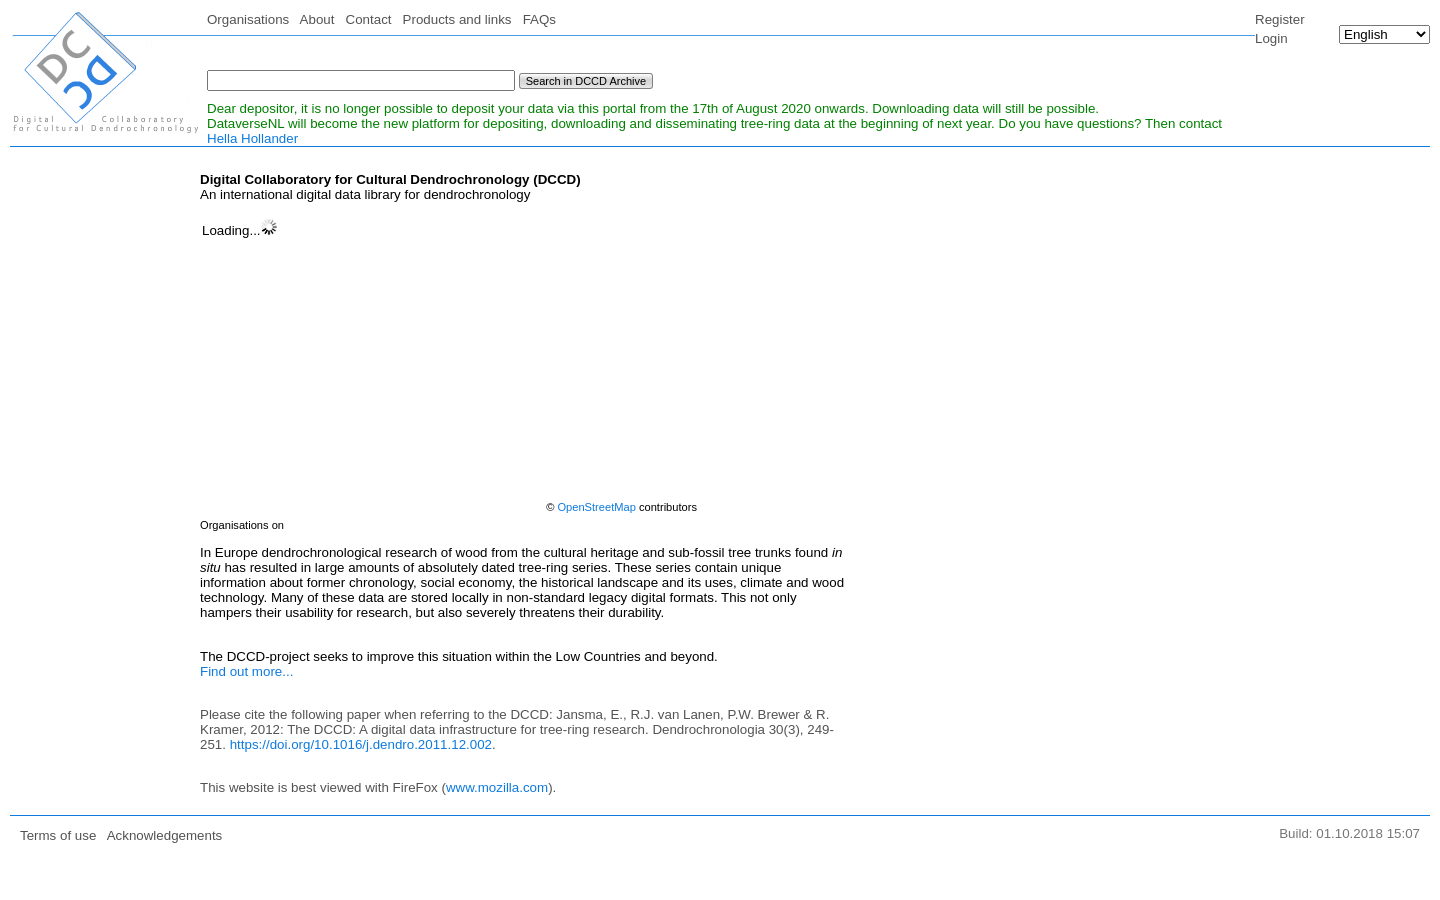 Organisations About Contact Products and links FAQs
Register
Login
English
DC
DC
Digital Collaboratory
for Cultural Dendrochronology
Search in DCCD Archive
Dear depositor, it is no longer possible to deposit your data via this portal from the 17th of August 2020 onwards. Downloading data will still be possible.
DataverseNL will become the new platform for depositing, downloading and disseminating tree-ring data at the beginning of next year. Do you have questions? Then contact
Hella Hollander
Digital Collaboratory for Cultural Dendrochronology (DCCD)
An international digital data library for dendrochronology
Loading...
© OpenStreetMap contributors
Organisations on
In Europe dendrochronological research of wood from the cultural heritage and sub-fossil tree trunks found in
situ has resulted in large amounts of absolutely dated tree-ring series. These series contain unique
information about former chronology, social economy, the historical landscape and its uses, climate and wood
technology. Many of these data are stored locally in non-standard legacy digital formats. This not only
hampers their usability for research, but also severely threatens their durability.
The DCCD-project seeks to improve this situation within the Low Countries and beyond.
Find out more...
Please cite the following paper when referring to the DCCD: Jansma, E., R.J. van Lanen, P.W. Brewer & R.
Kramer, 2012: The DCCD: A digital data infrastructure for tree-ring research. Dendrochronologia 30(3), 249-
251. https://doi.org/10.1016/j.dendro.2011.12.002.
This website is best viewed with FireFox (www.mozilla.com).
Terms of use Acknowledgements
Build: 01.10.2018 15:07